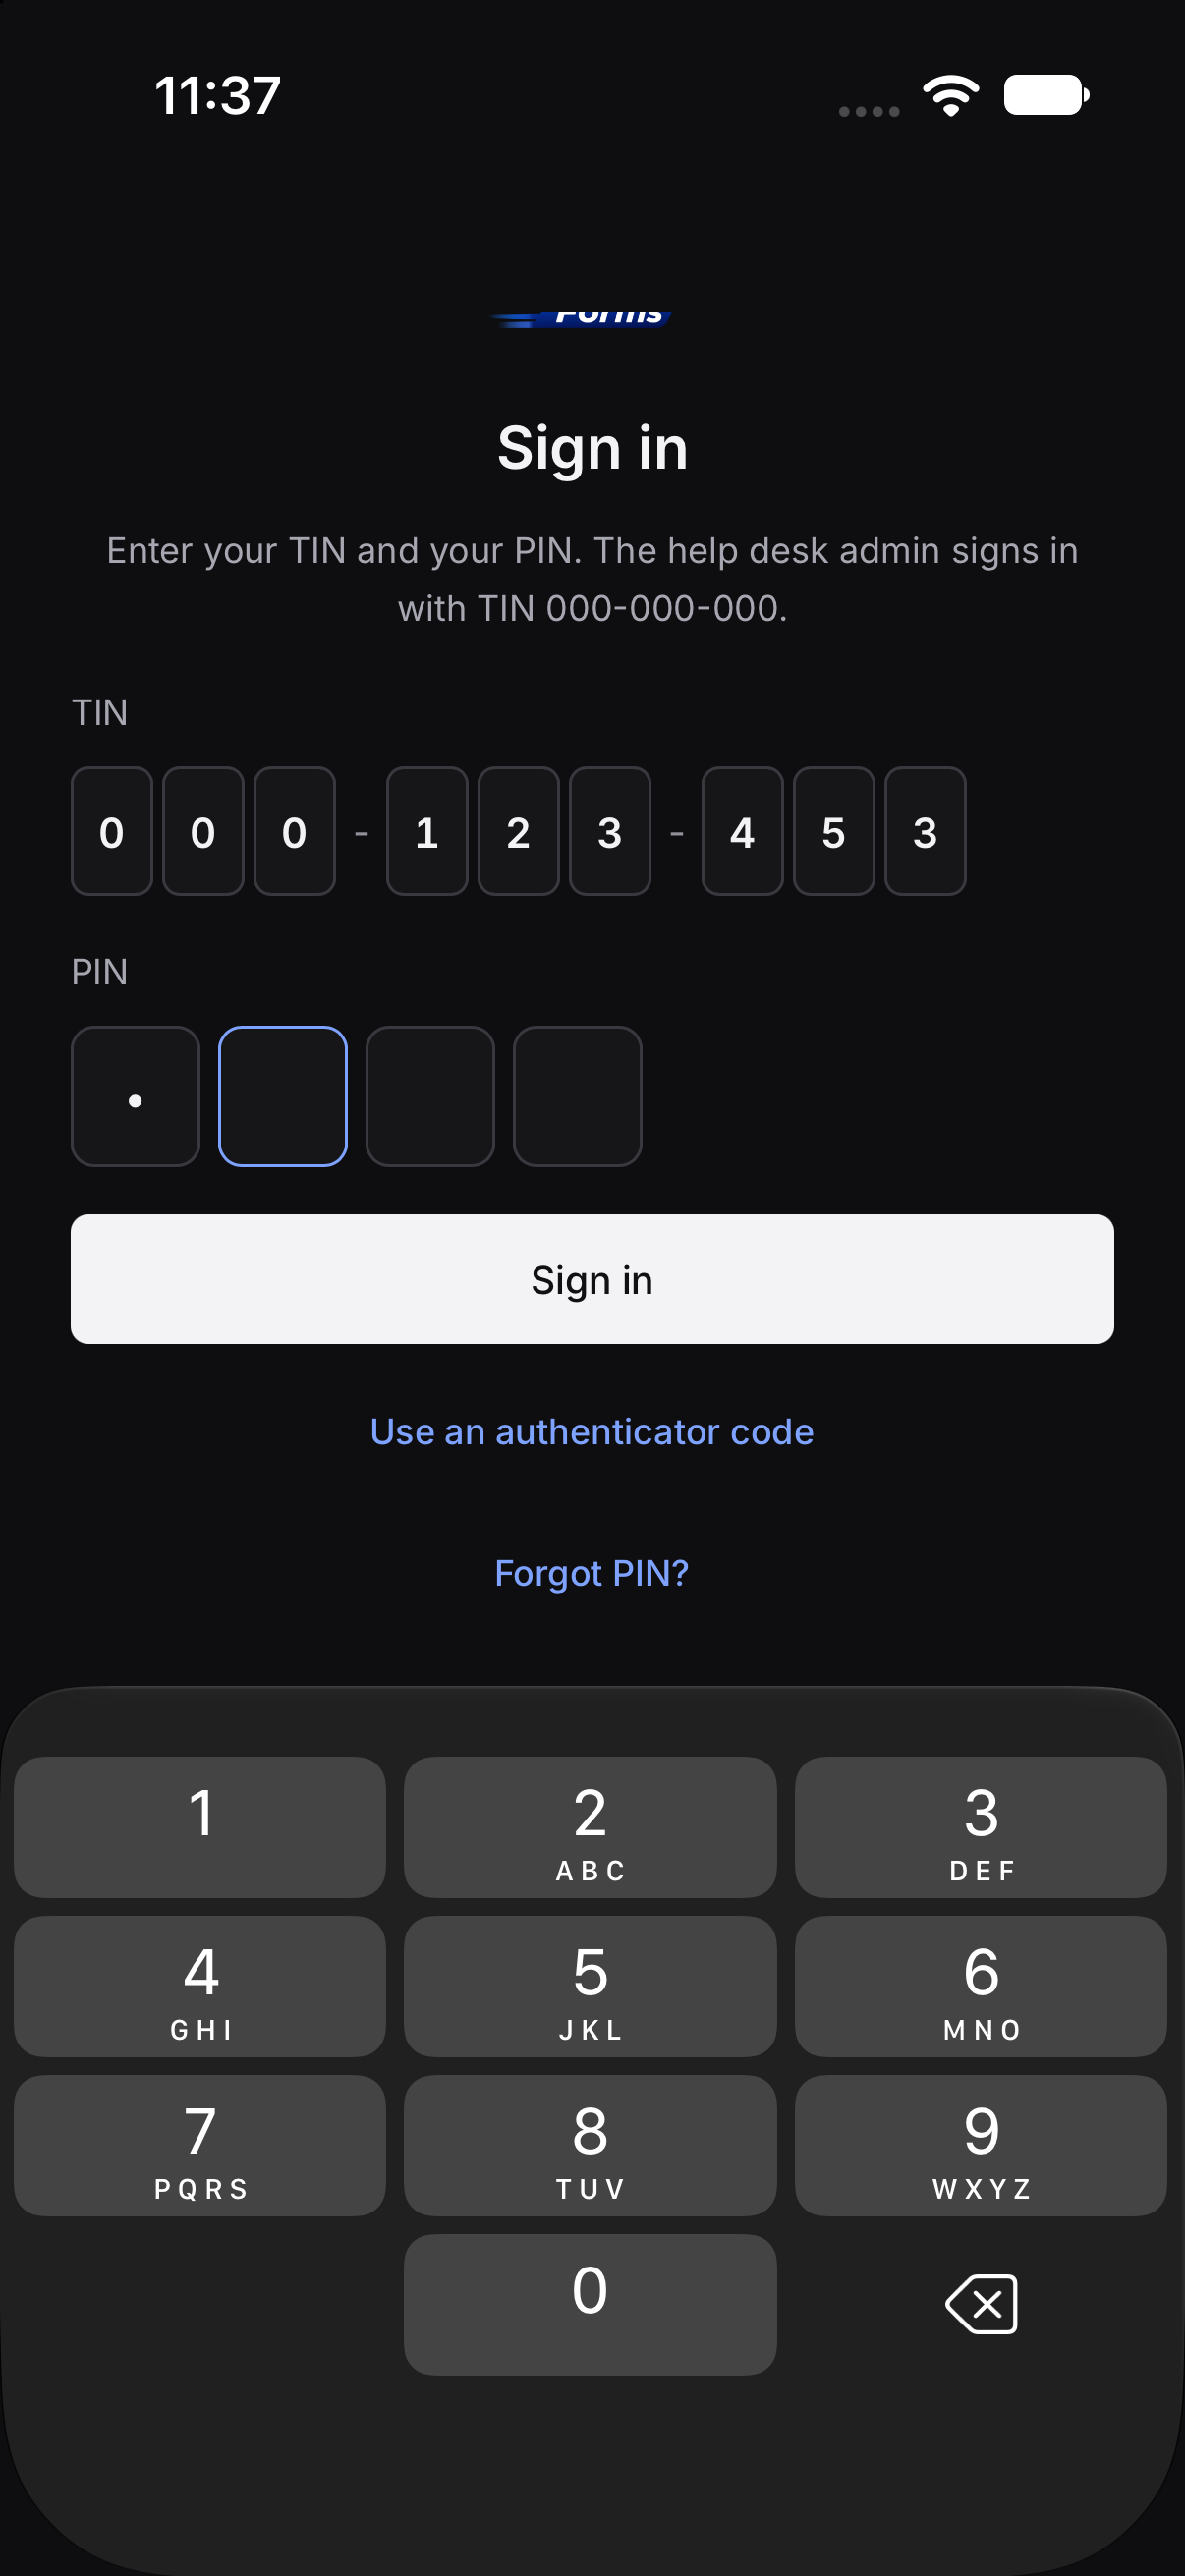 11:37
Forms
Sign in
Enter your TIN and your PIN. The help desk admin signs in
with TIN 000-000-000.
TIN
0 0 0 - 1 2 3 - 4 5 3
PIN
Sign in
Use an authenticator code
Forgot PIN?
1 2 3
ABC DEF
4 5 6
GHI JKL MNO
7 8 9
PQRS TUV WXYZ
0